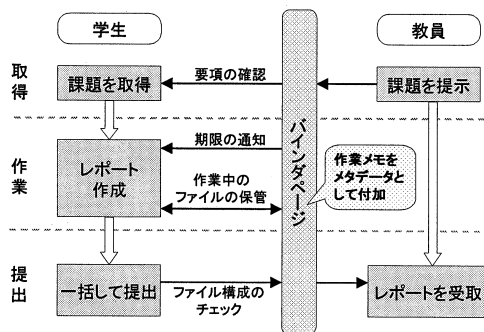 学生
教員
取得
課題を取得
要項の確認
課題を提示
作業
レポート
作成
期限の通知
作業中の
ファイルの保管
バインダページ
作業メモを
メタデータと
して付加
提出
一括して提出
ファイル構成の
チェック
レポートを受取